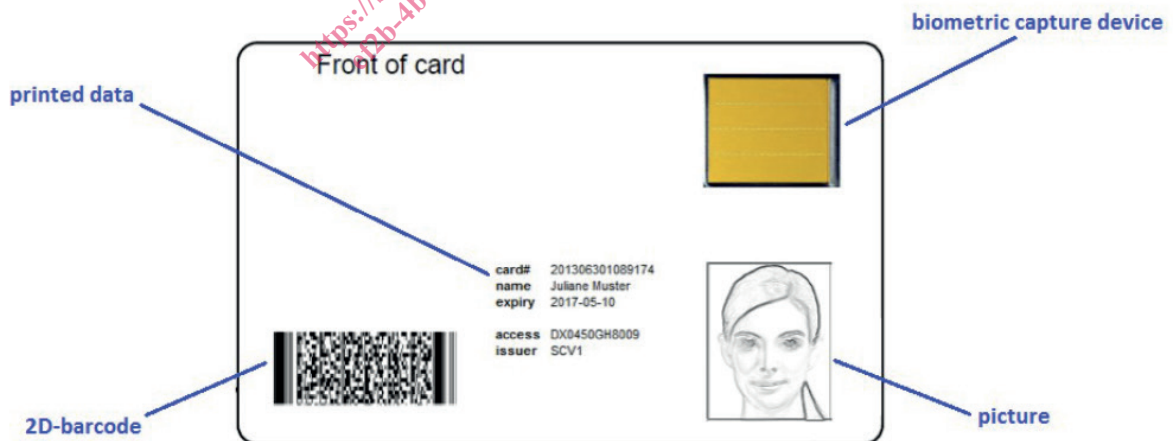 biometric capture device
Front of card
printed data
card# 201306301089174
name Juliane Muster
expiry 2017-05-10
access DX0450GH8009
issuer SCV1
2D-barcode
picture